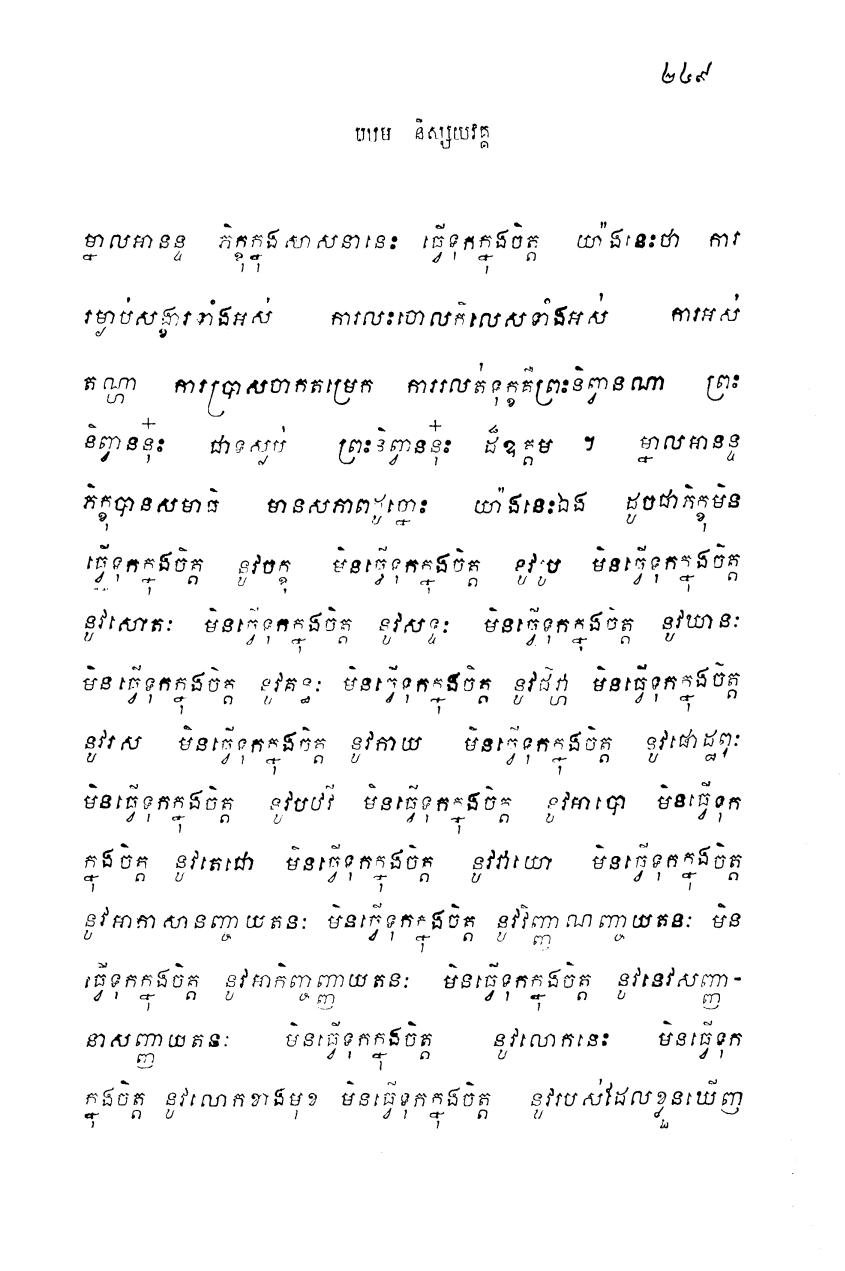 ២៤៩
បឋម និស្សយវគ្គ
ម្នាលអានន្ទ ភិក្ខុក្នុងសាសនានេះ ធ្វើទុកក្នុងចិត្ត យ៉ាងនេះថា ការ
រម្ងាប់សង្ខារទាំងអស់ ការលះចោលកិលេសទាំងអស់ ការអស់
តណ្ហា ការប្រាសចាកតម្រេក ការរលត់ទុក្ខគឺព្រះនិព្វានណា ព្រះ
និព្វាននុ៎ះ ជាទស្ងប់ ព្រះនិព្វាននុ៎ះ ដ៏ឧត្តម ។ ម្នាលអានន្ទ
ភិក្ខុបានសមាធិ មានសភាពដូច្នោះ យ៉ាងនេះឯង ដូចជាភិក្ខុមិន
ធ្វើទុកក្នុងចិត្ត នូវចក្ខុ មិនធ្វើទុកក្នុងចិត្ត នូវរូប មិនធ្វើទុកក្នុងចិត្ត
នូវសោតៈ មិនធ្វើទុកក្នុងចិត្ត នូវសទ្ទៈ មិនធ្វើទុកក្នុងចិត្ត នូវឃានៈ
មិនធ្វើទុកក្នុងចិត្ត នូវគន្ធៈ មិនធ្វើទុកក្នុងចិត្ត នូវជិវ្ហា មិនធ្វើទុកក្នុងចិត្ត
នូវរស មិនធ្វើទុកក្នុងចិត្ត នូវកាយ មិនធ្វើទុកក្នុងចិត្ត នូវផោដ្ឋព្វៈ
មិនធ្វើទុកក្នុងចិត្ត នូវបឋវី មិនធ្វើទុកក្នុងចិត្ត នូវអាបោ មិនធ្វើទុក
ក្នុងចិត្ត នូវតេជោ មិនធ្វើទុកក្នុងចិត្ត នូវវាយោ មិនធ្វើទុកក្នុងចិត្ត
នូវអាកាសានញ្ចាយតនៈ មិនធ្វើទុកក្នុងចិត្ត នូវវិញ្ញាណញ្ចាយតនៈ មិន
ធ្វើទុកក្នុងចិត្ត នូវអាកិញ្ចញ្ញាយតនៈ មិនធ្វើទុកក្នុងចិត្ត នូវនេវសញ្ញា-
នាសញ្ញាយតនៈ មិនធ្វើទុកក្នុងចិត្ត នូវលោកនេះ មិនធ្វើទុក
ក្នុងចិត្ត នូវលោកខាងមុខ មិនធ្វើទុកក្នុងចិត្ត នូវរបស់ដែលខ្លួនឃើញ